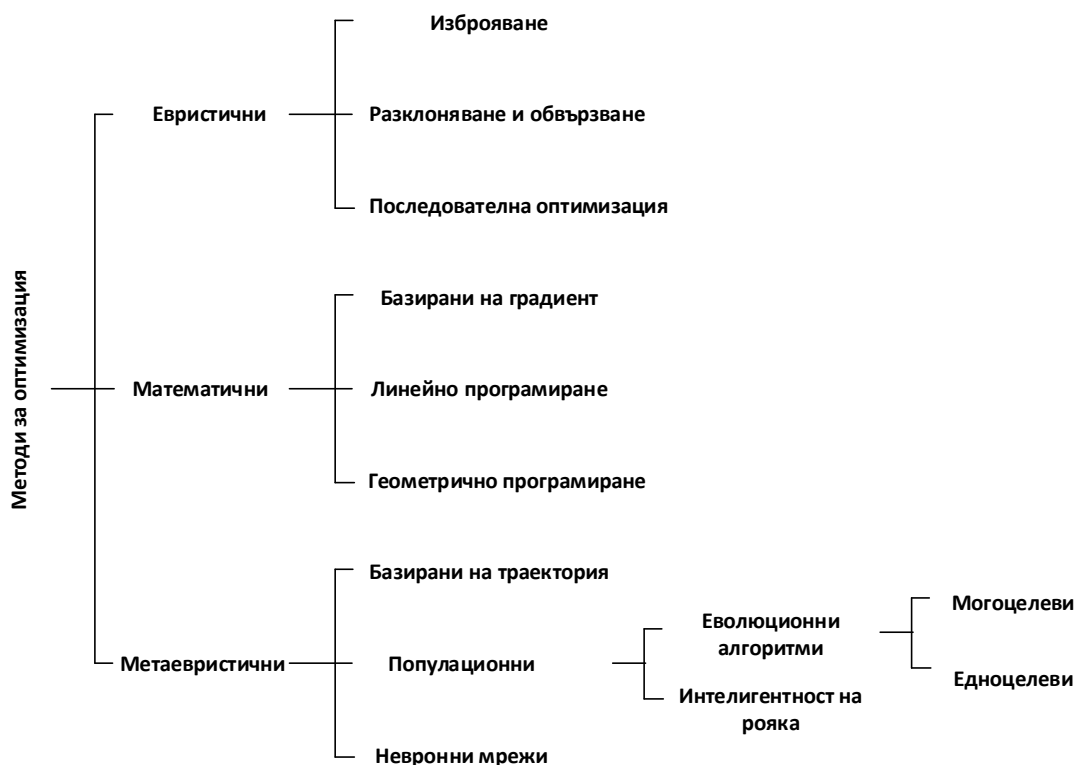 Методи за оптимизация
Евристични
Изброяване
Разклоняване и обвързване
Последователна оптимизация
Математични
Базирани на градиент
Линейно програмиране
Геометрично програмиране
Метаевристични
Базирани на траектория
Популационни
Еволюционни
алгоритми
Могоцелеви
Едноцелеви
Интелигентност на
рояка
Невронни мрежи